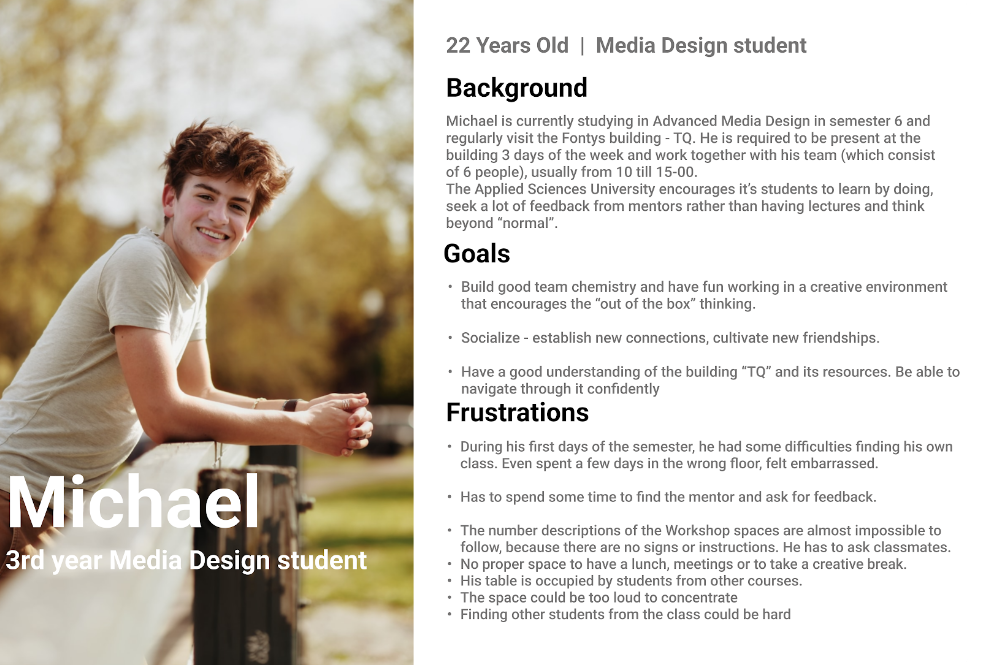 22 Years Old | Media Design student
Background
Michael is currently studying in Advanced Media Design in semester 6 and
regularly visit the Fontys building - TQ. He is required to be present at the
building 3 days of the week and work together with his team (which consist
of 6 people), usually from 10 till 15-00.
The Applied Sciences University encourages it's students to learn by doing,
seek a lot of feedback from mentors rather than having lectures and think
beyond “normal”.
Goals
• Build good team chemistry and have fun working in a creative environment
that encourages the “out of the box” thinking.
• Socialize - establish new connections, cultivate new friendships.
• Have a good understanding of the building “TQ” and its resources. Be able to
navigate through it confidently
Frustrations
• During his first days of the semester, he had some difficulties finding his own
class. Even spent a few days in the wrong floor, felt embarrassed.
• Has to spend some time to find the mentor and ask for feedback.
• The number descriptions of the Workshop spaces are almost impossible to
follow, because there are no signs or instructions. He has to ask classmates.
• No proper space to have a lunch, meetings or to take a creative break.
• His table is occupied by students from other courses.
• The space could be too loud to concentrate
• Finding other students from the class could be hard
Michael
3rd year Media Design student